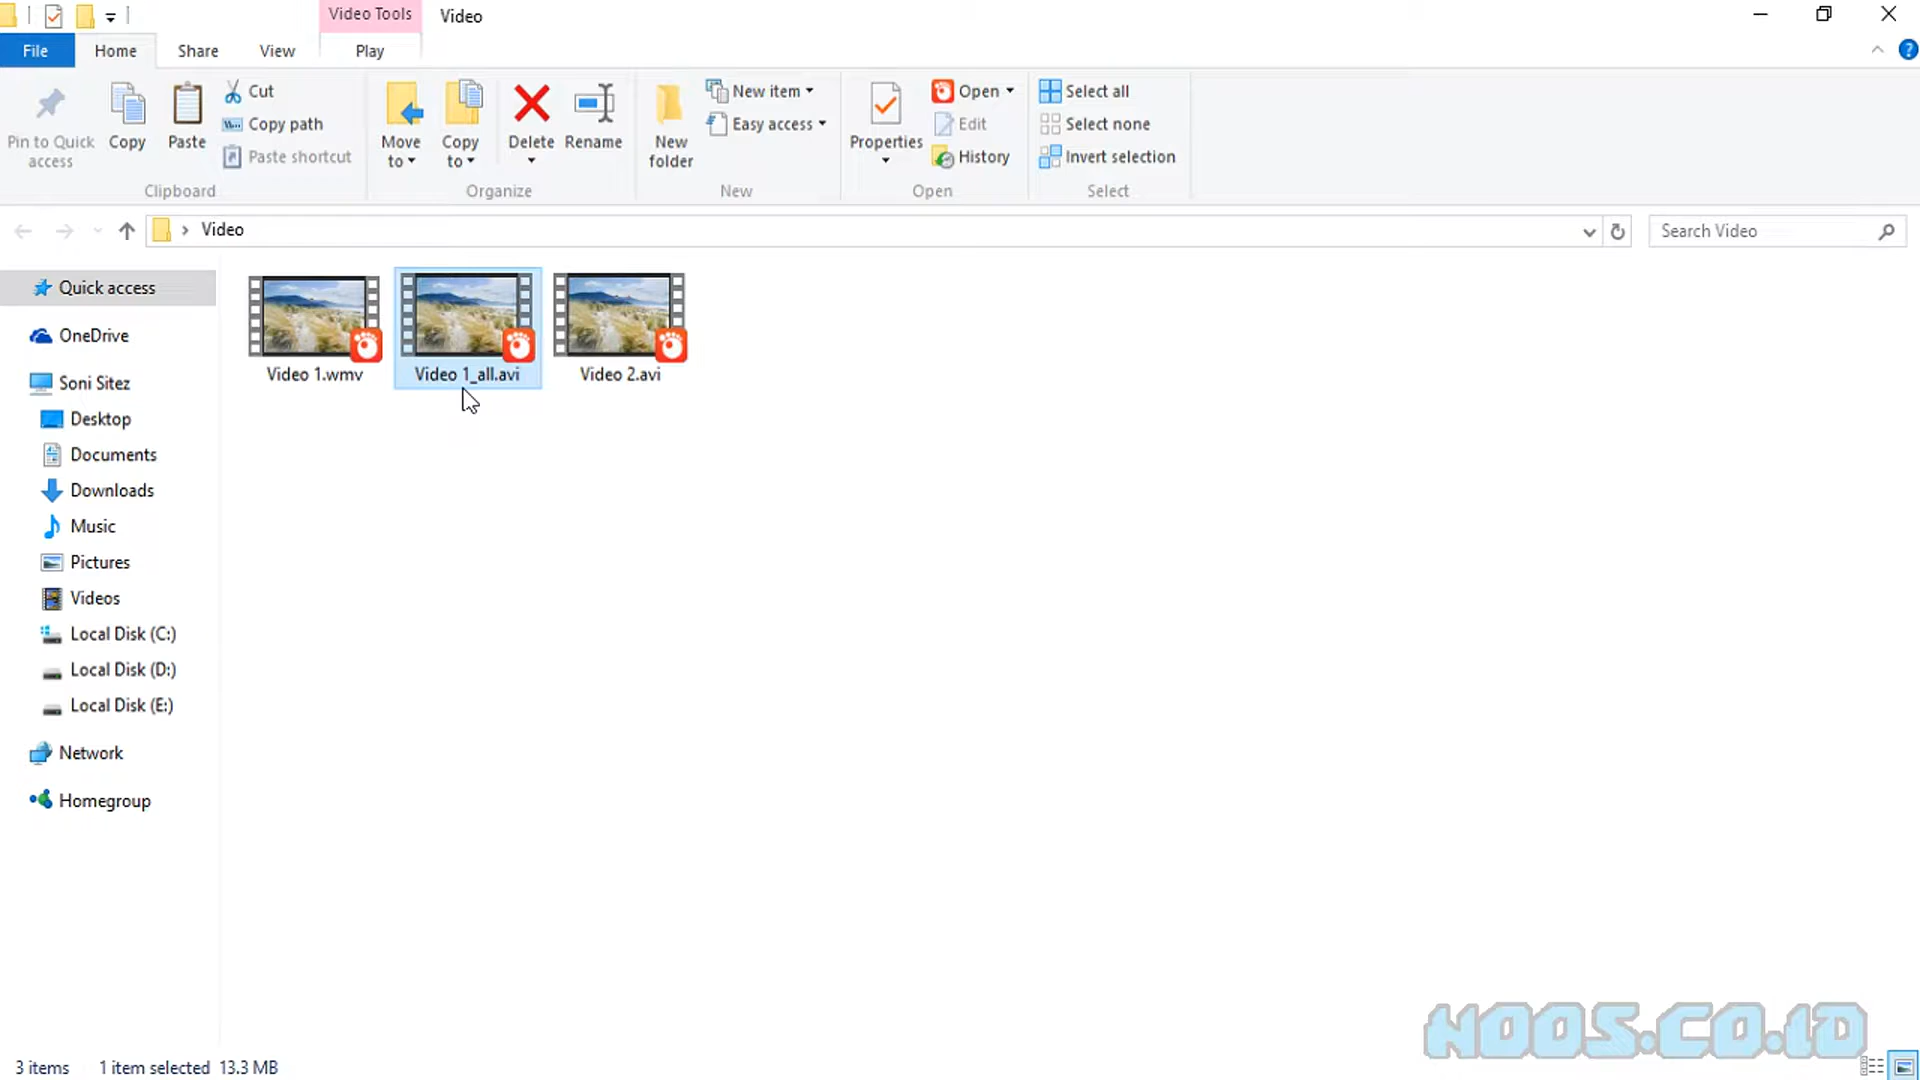 Video Tools
Video
File
Home
Share
View
Play
Pin to Quick
access
Copy
Paste
Cut
Copy path
Paste shortcut
Clipboard
Move
to
Copy
to
Delete
Rename
Organize
New
folder
New item
Easy access
New
Properties
Open
Edit
History
Open
Select all
Select none
Invert selection
Select
Video
Search Video
Quick access
OneDrive
Soni Sitez
Desktop
Documents
Downloads
Music
Pictures
Videos
Local Disk (C:)
Local Disk (D:)
Local Disk (E:)
Network
Homegroup
Video 1.wmv
Video 1_all.avi
Video 2.avi
3 items
1 item selected 13.3 MB
NOOS.CO.ID